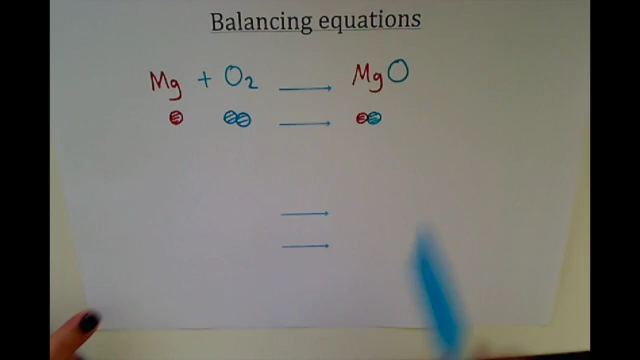 Balancing equations
Mg + O₂ → MgO
→
→
→